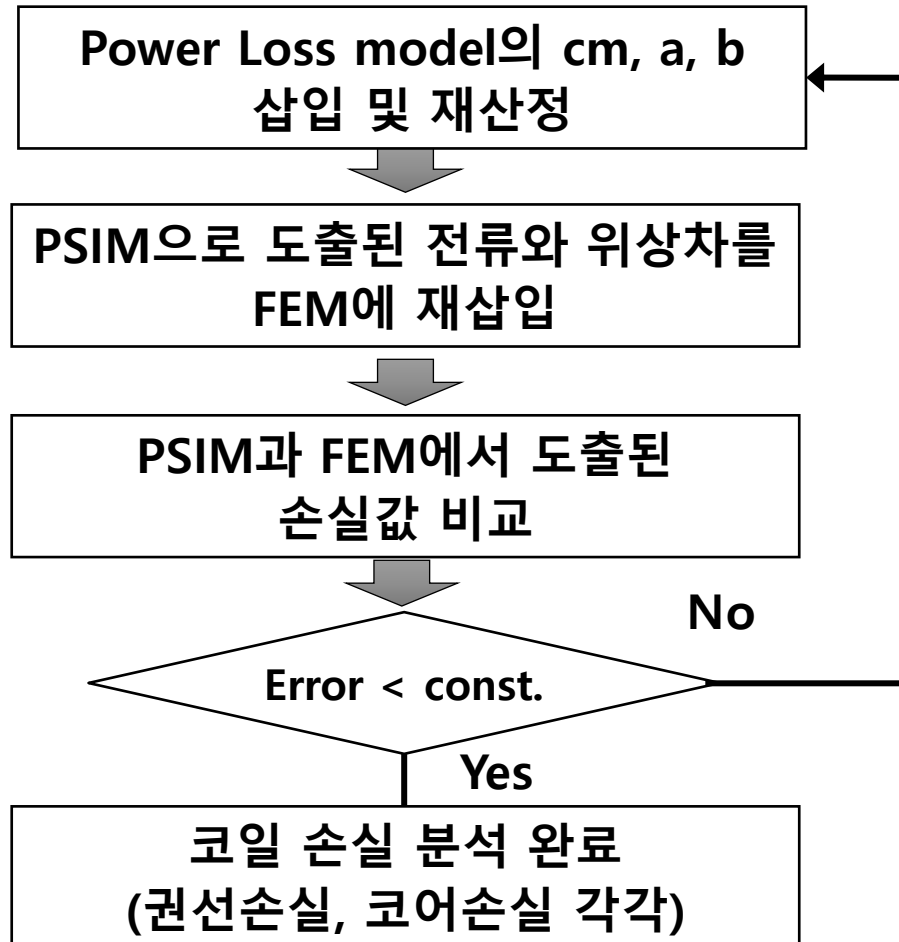 Power Loss model의 cm, a, b
삽입 및 재산정
PSIM으로 도출된 전류와 위상차를
FEM에 재삽입
PSIM과 FEM에서 도출된
손실값 비교
No
Error < const.
Yes
코일 손실 분석 완료
(권선손실, 코어손실 각각)